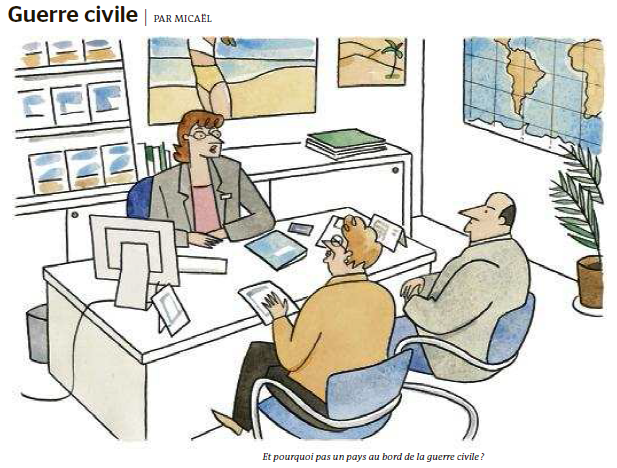 Guerre civile | PAR MICAËL
Et pourquoi pas un pays au bord de la guerre civile ?